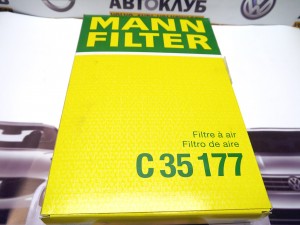 АВТОКЛУБ
MANN
FILTER
Filtre à air
Filtro de aire
C 35 177